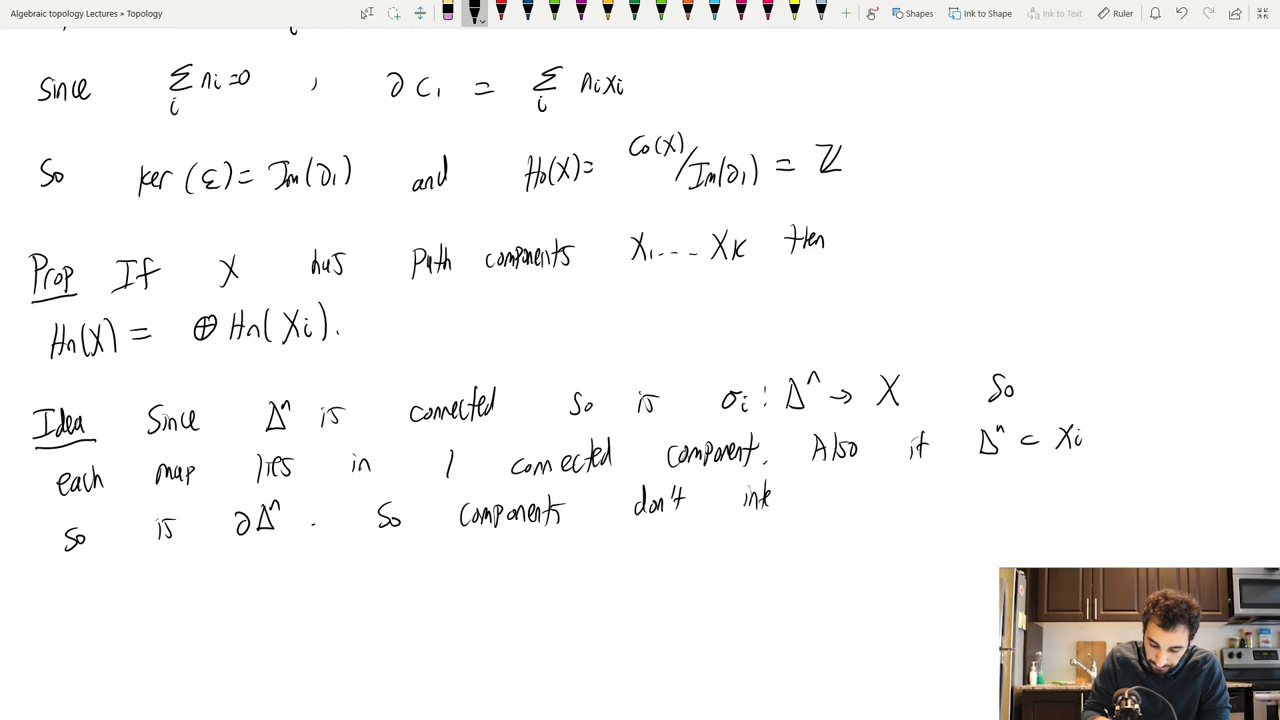 Algebraic topology Lectures » Topology
Shapes
Ink to Shape
Ink to Text
Ruler
Since Σ_i ni=0 , ∂C₁ = Σ_i nixi
So ker(ε)= Im(∂₁) and H₀(X)= C₀(X)/Im(∂₁) = ℤ
Prop If X has Path components X₁.... XK then
Hn(X) = ⊕ Hn(Xi).
Idea Since Δⁿ is connected so is σi : Δⁿ → X So
each map lies in 1 connected component. Also if Δⁿ ⊂ Xi
so is ∂Δⁿ . So components don't inte